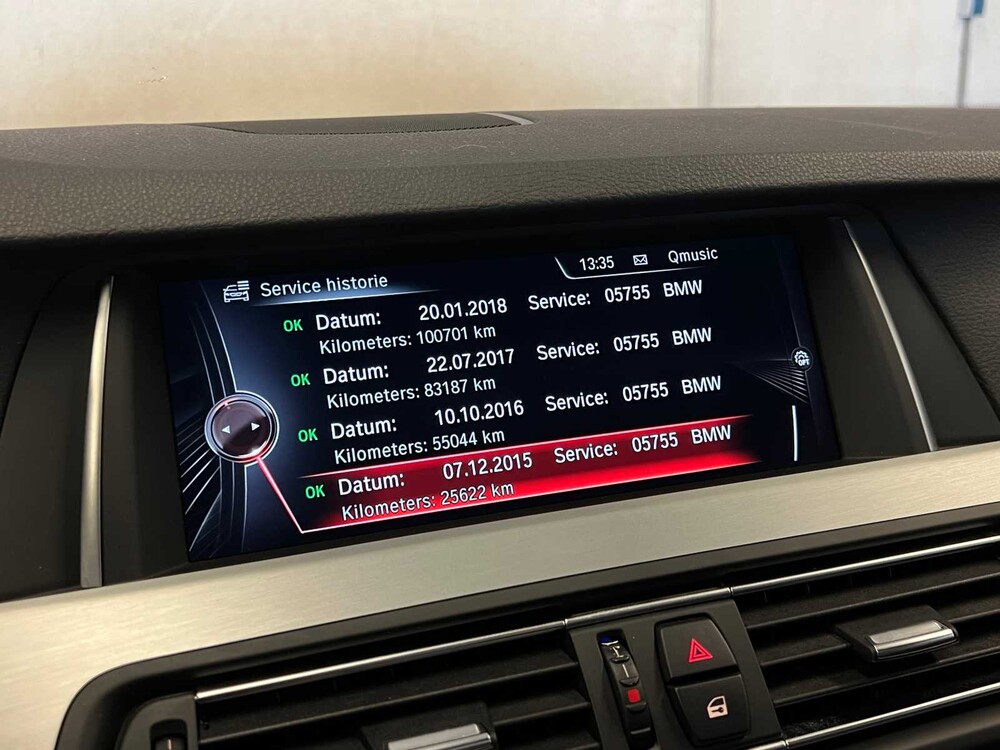 Service historie
13:35 Qmusic
OK Datum: 20.01.2018 Service: 05755 BMW
Kilometers: 100701 km
OK Datum: 22.07.2017 Service: 05755 BMW
Kilometers: 83187 km
OK Datum: 10.10.2016 Service: 05755 BMW
Kilometers: 55044 km
OK Datum: 07.12.2015 Service: 05755 BMW
Kilometers: 25622 km
OPT